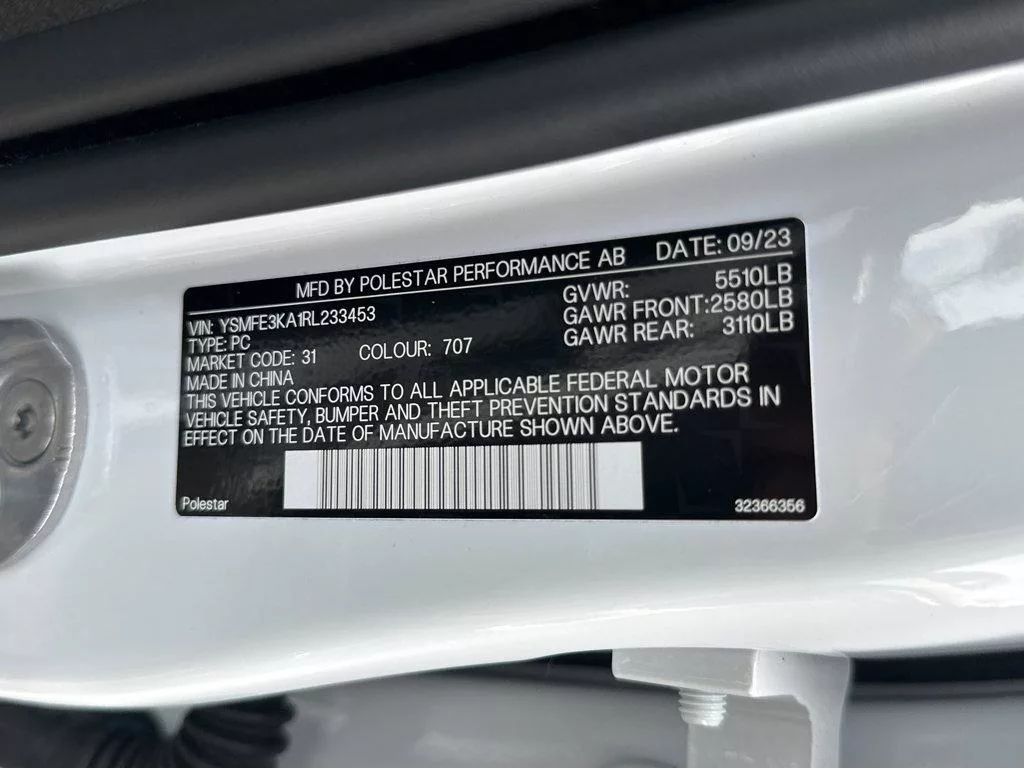 MFD BY POLESTAR PERFORMANCE AB DATE: 09/23
VIN: YSMFE3KA1RL233453 GVWR: 5510LB
TYPE: PC GAWR FRONT: 2580LB
MARKET CODE: 31 COLOUR: 707 GAWR REAR: 3110LB
MADE IN CHINA
THIS VEHICLE CONFORMS TO ALL APPLICABLE FEDERAL MOTOR
VEHICLE SAFETY, BUMPER AND THEFT PREVENTION STANDARDS IN
EFFECT ON THE DATE OF MANUFACTURE SHOWN ABOVE.
Polestar 32366356